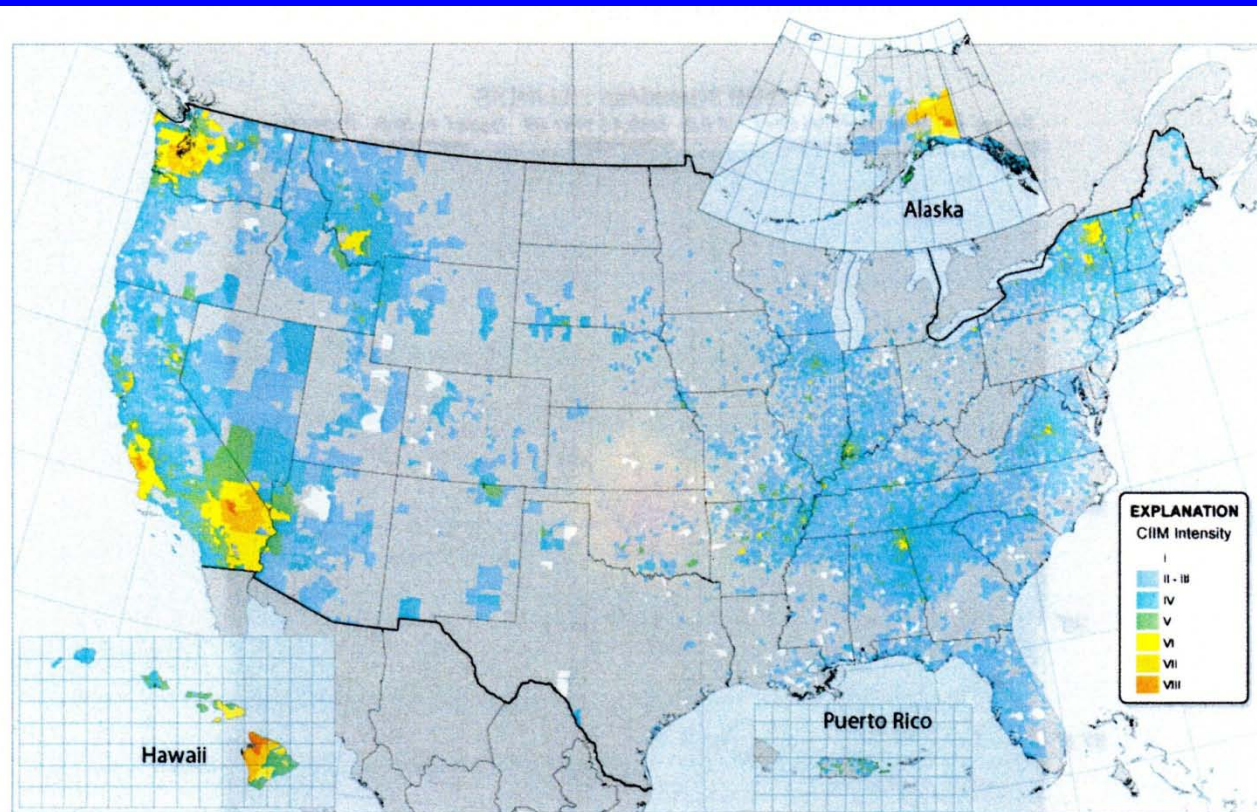 Alaska
EXPLANATION
CIIM Intensity
I
II - III
IV
V
VI
VII
VIII
Puerto Rico
Hawaii